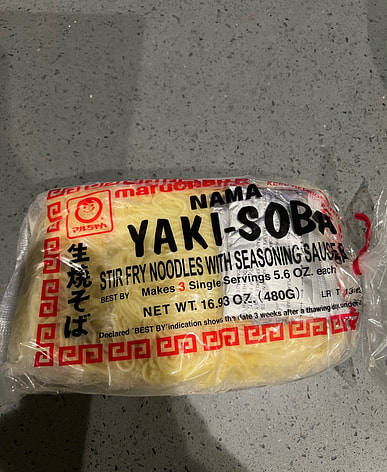 maruchan
NAMA
マルちゃん
YAKI-SOBA
生焼そば
STIR FRY NOODLES WITH SEASONING SAUCE
BEST BY
Makes 3 Single Servings 5.6 OZ. each
NET WT. 16.93 OZ. (480G)
Declared "BEST BY" indication shows the date 3 weeks after a thawing